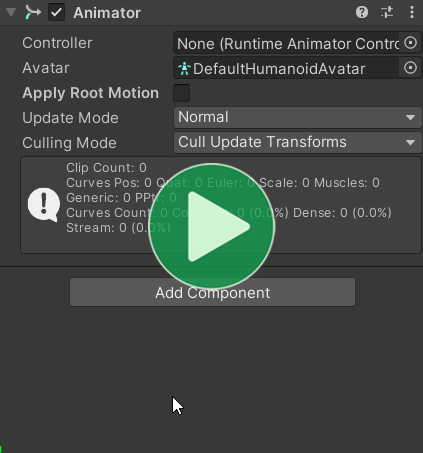 Animator
Controller None (Runtime Animator Contro
Avatar DefaultHumanoidAvatar
Apply Root Motion
Update Mode Normal
Culling Mode Cull Update Transforms
Clip Count: 0
Curves Pos: 0 Quat: 0 Euler: 0 Scale: 0 Muscles: 0
Generic: 0 PPtr: 0
Curves Count: 0 0 (0.0%) Dense: 0 (0.0%)
Stream: 0 (0.0%)
Add Component